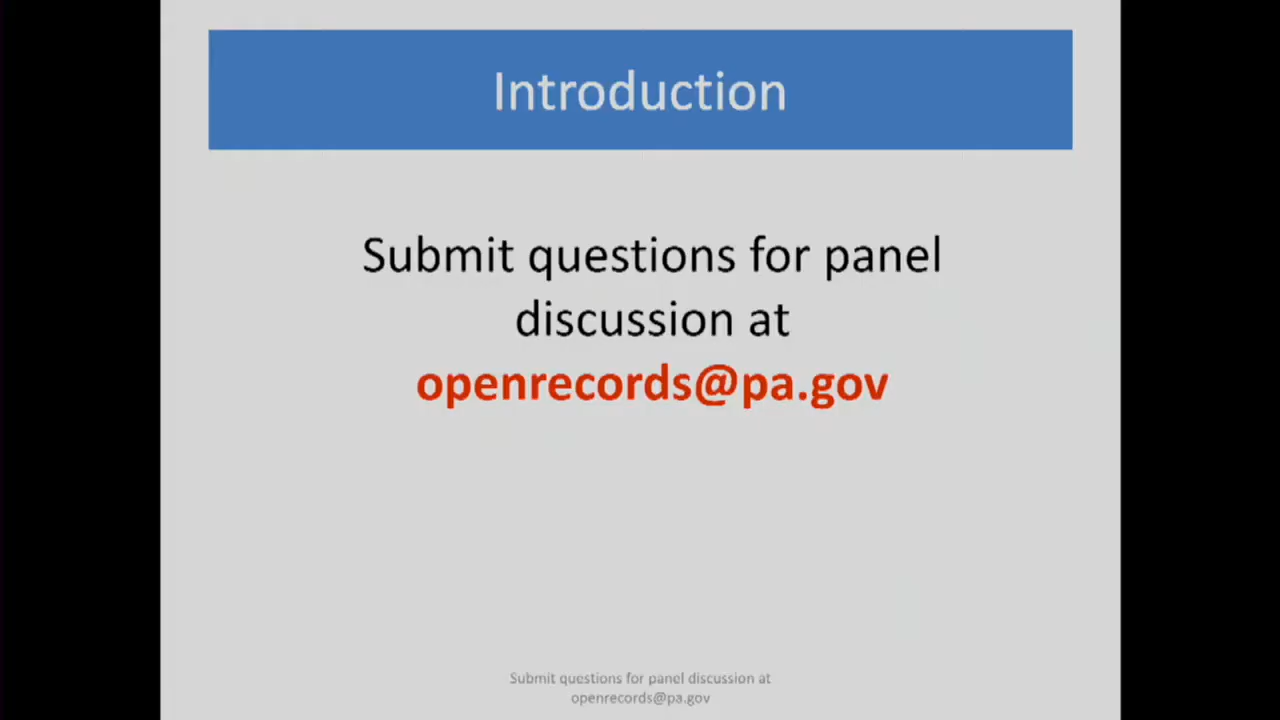 Introduction
Submit questions for panel
discussion at
openrecords@pa.gov
Submit questions for panel discussion at
openrecords@pa.gov